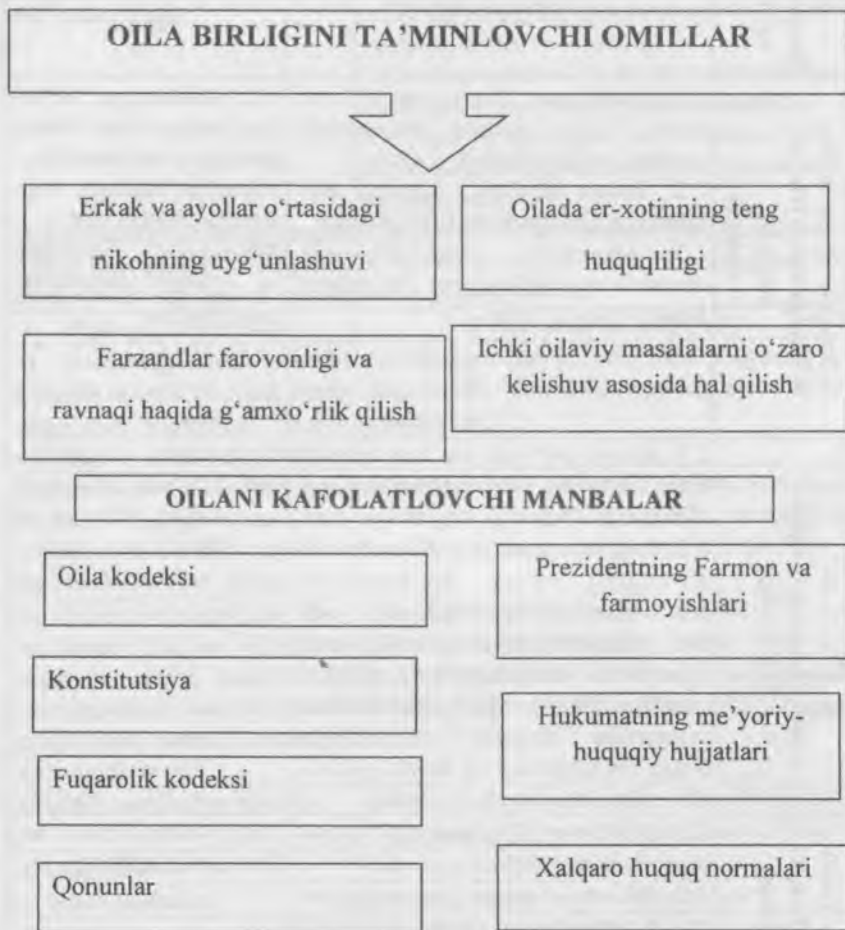 OILA BIRLIGINI TA’MINLOVCHI OMILLAR
Erkak va ayollar o‘rtasidagi
nikohning uyg‘unlashuvi
Oilada er-xotinning teng
huquqliligi
Farzandlar farovonligi va
ravnaqi haqida g‘amxo‘rlik qilish
Ichki oilaviy masalalarni o‘zaro
kelishuv asosida hal qilish
OILANI KAFOLATLOVCHI MANBALAR
Oila kodeksi
Prezidentning Farmon va
farmoyishlari
Konstitutsiya
Hukumatning me’yoriy-
huquqiy hujjatlari
Fuqarolik kodeksi
Xalqaro huquq normalari
Qonunlar